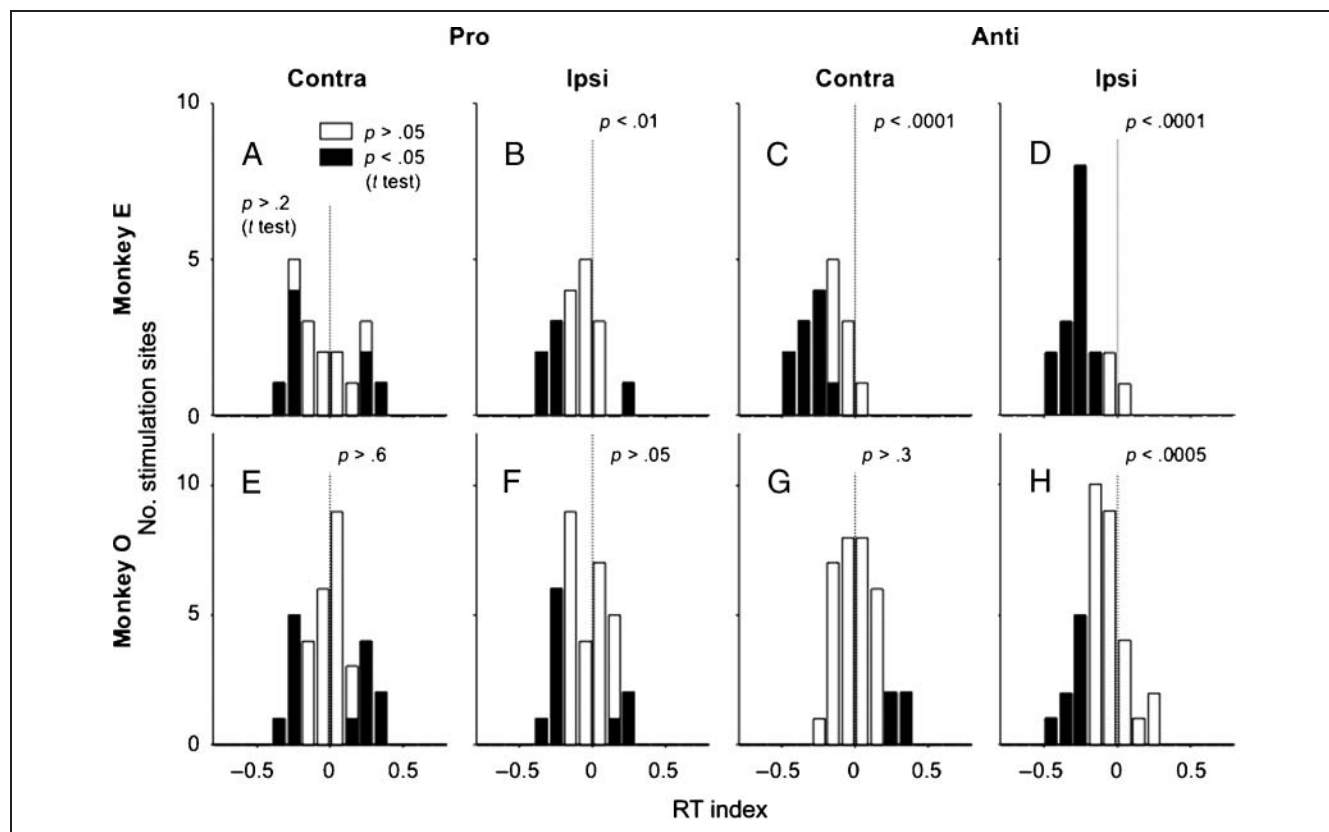 Pro Anti
Contra Ipsi Contra Ipsi
10
p > .05
p < .05
(t test)
A
p > .2
(t test)
B
p < .01
C
p < .0001
D
p < .0001
5
0
Monkey E
No. stimulation sites
Monkey O
10
E
p > .6
F
p > .05
G
p > .3
H
p < .0005
5
0
–0.5 0 0.5 –0.5 0 0.5 –0.5 0 0.5 –0.5 0 0.5
RT index